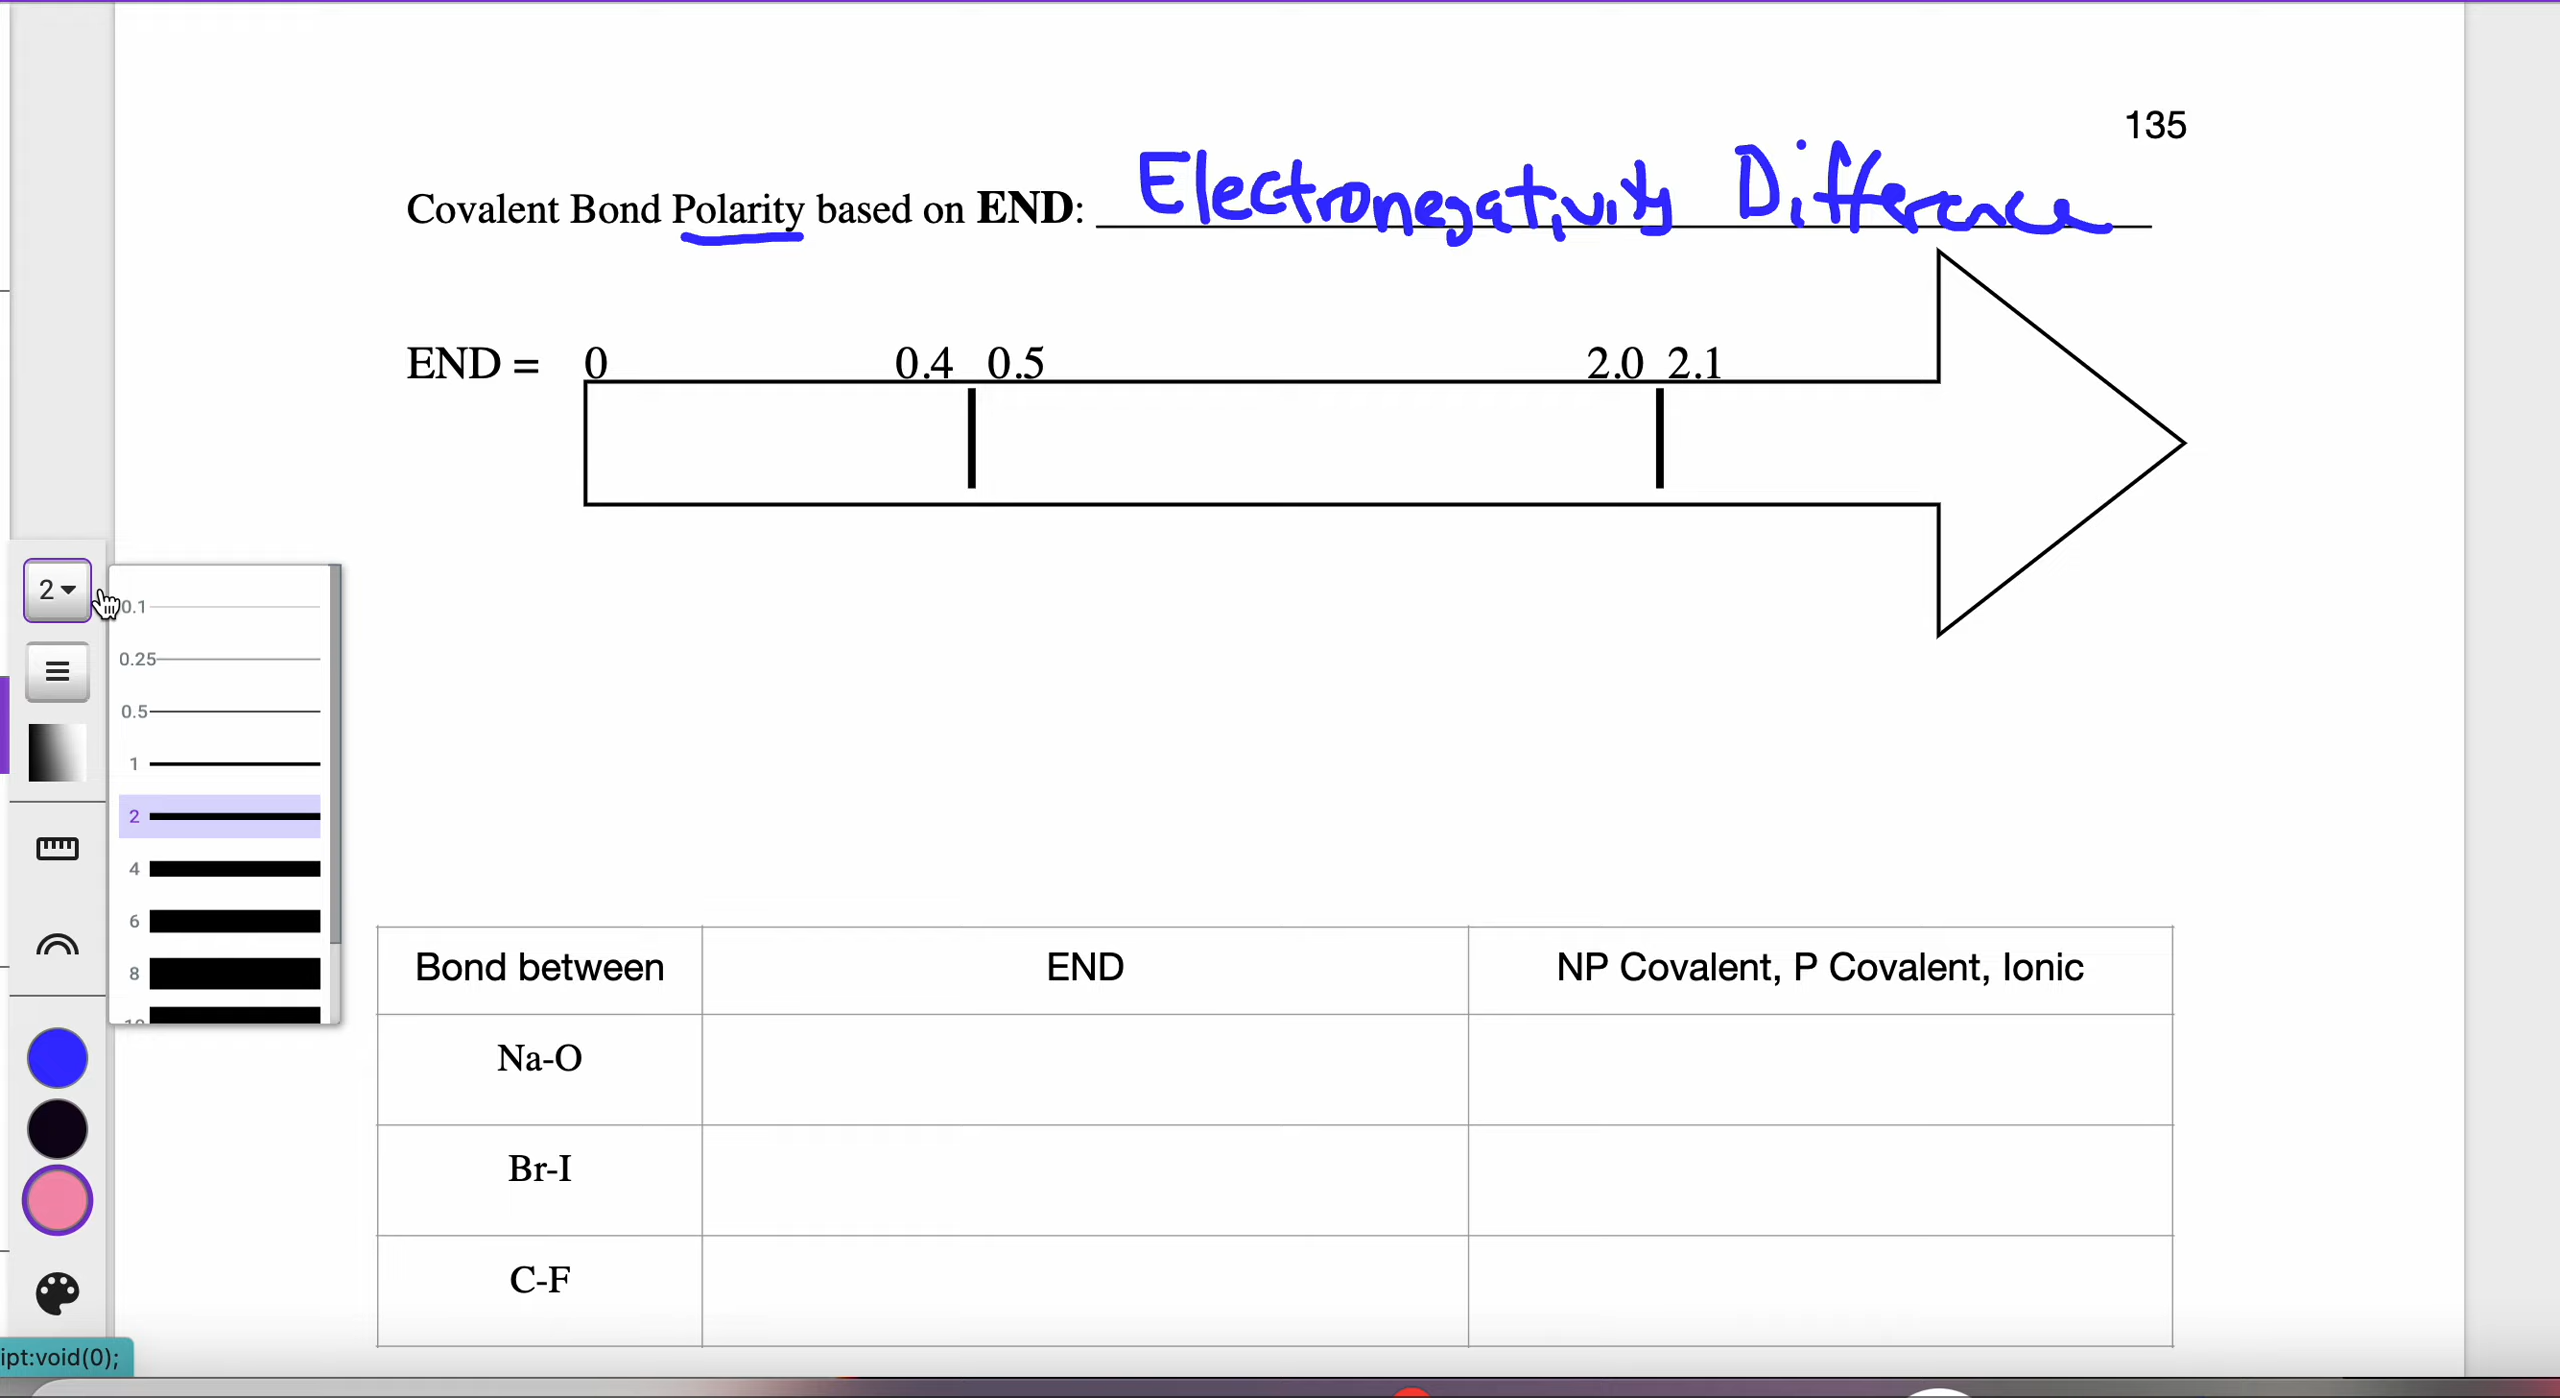 135
Covalent Bond Polarity based on END: Electronegativity Difference
END = 0 0.4 0.5 2.0 2.1
2
0.1
0.25
0.5
1
2
4
6
8
10
Bond between END NP Covalent, P Covalent, Ionic
Na-O
Br-I
C-F
ipt:void(0);